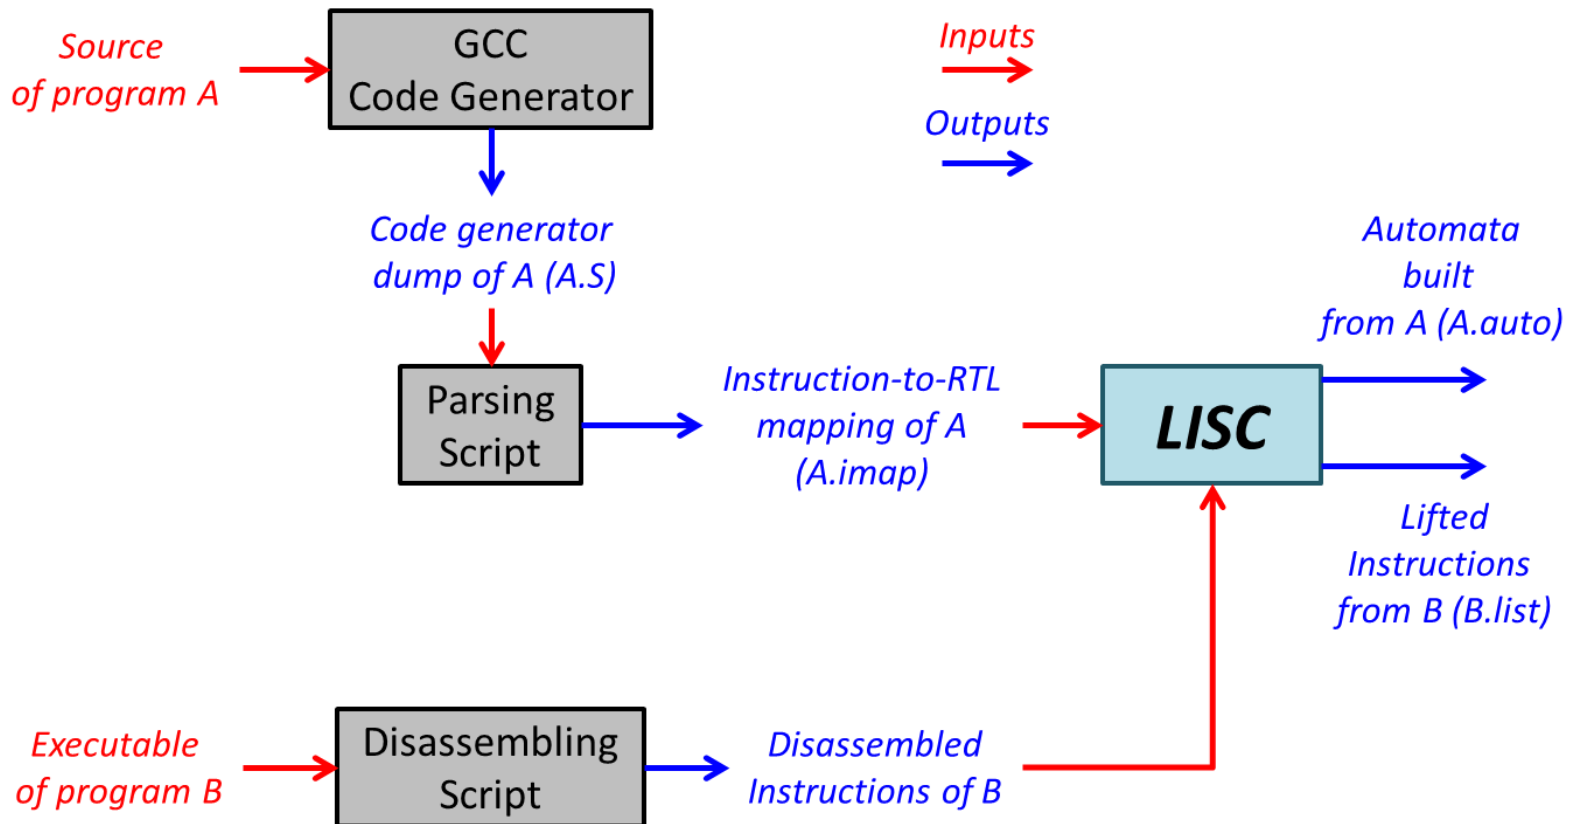 Source
of program A
GCC
Code Generator
Inputs
Outputs
Code generator
dump of A (A.S)
Automata
built
from A (A.auto)
Parsing
Script
Instruction-to-RTL
mapping of A
(A.imap)
LISC
Lifted
Instructions
from B (B.list)
Executable
of program B
Disassembling
Script
Disassembled
Instructions of B